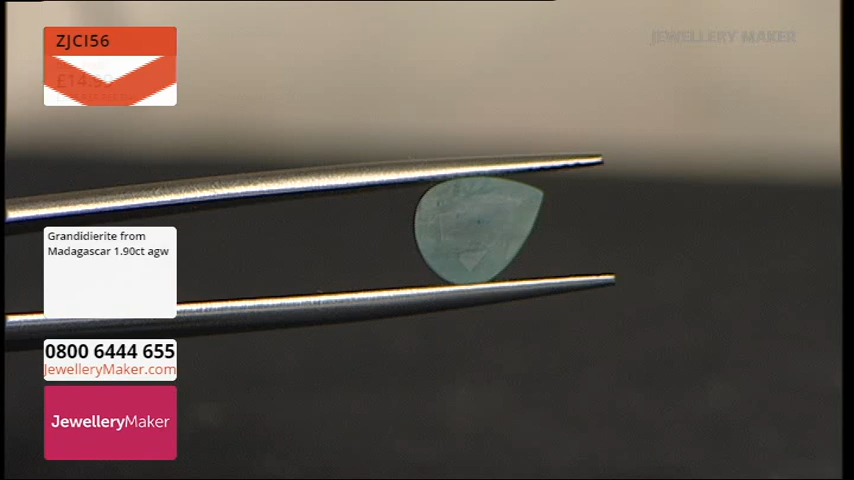 ZJCI56
JEWELLERY MAKER
Grandidierite from
Madagascar 1.90ct agw
0800 6444 655
JewelleryMaker.com
JewelleryMaker